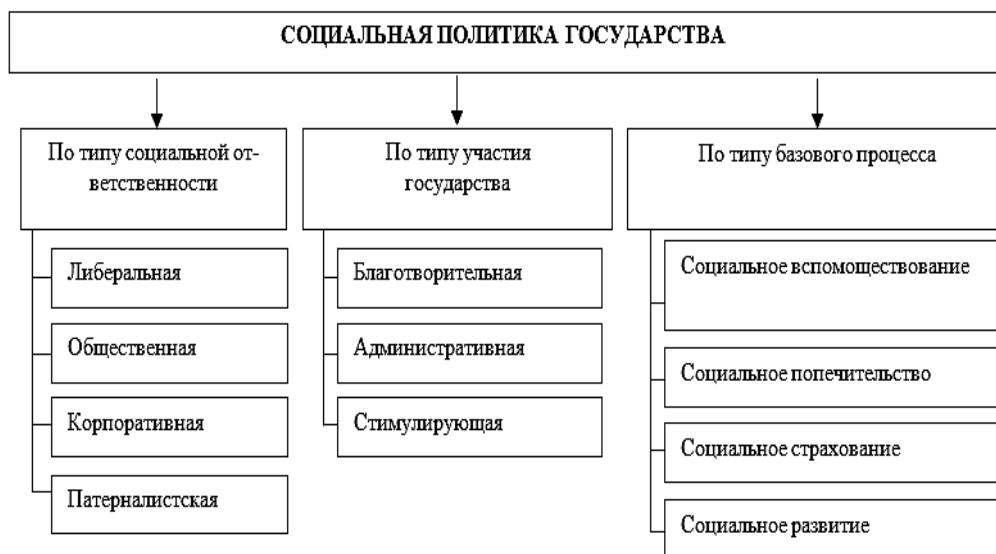 СОЦИАЛЬНАЯ ПОЛИТИКА ГОСУДАРСТВА
По типу социальной от-
ветственности
Либеральная
Общественная
Корпоративная
Патерналистская
По типу участия
государства
Благотворительная
Административная
Стимулирующая
По типу базового процесса
Социальное вспомоществование
Социальное попечительство
Социальное страхование
Социальное развитие